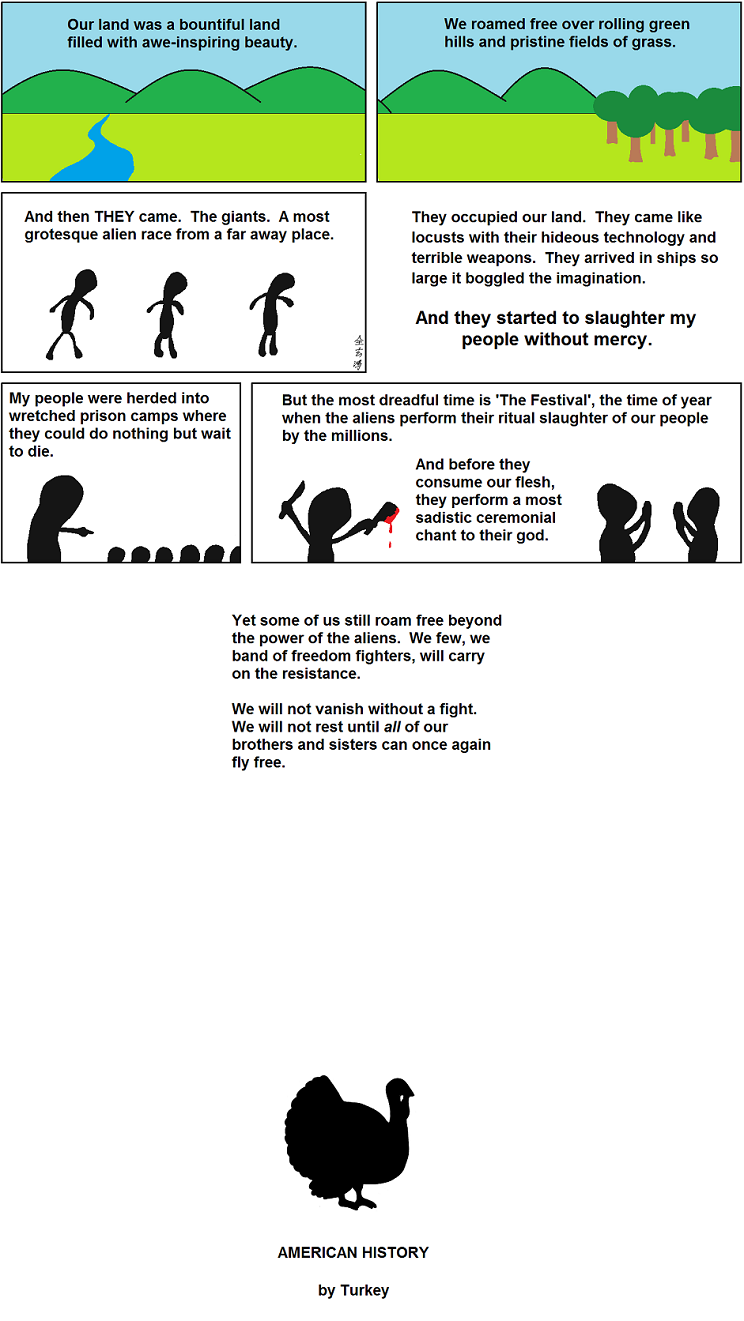 Our land was a bountiful land
filled with awe-inspiring beauty.
We roamed free over rolling green
hills and pristine fields of grass.
And then THEY came.  The giants.  A most
grotesque alien race from a far away place.
They occupied our land.  They came like
locusts with their hideous technology and
terrible weapons.  They arrived in ships so
large it boggled the imagination.
And they started to slaughter my
people without mercy.
My people were herded into
wretched prison camps where
they could do nothing but wait
to die.
But the most dreadful time is 'The Festival', the time of year
when the aliens perform their ritual slaughter of our people
by the millions.
And before they
consume our flesh,
they perform a most
sadistic ceremonial
chant to their god.
Yet some of us still roam free beyond
the power of the aliens.  We few, we
band of freedom fighters, will carry
on the resistance.
We will not vanish without a fight.
We will not rest until all of our
brothers and sisters can once again
fly free.
AMERICAN HISTORY
by Turkey